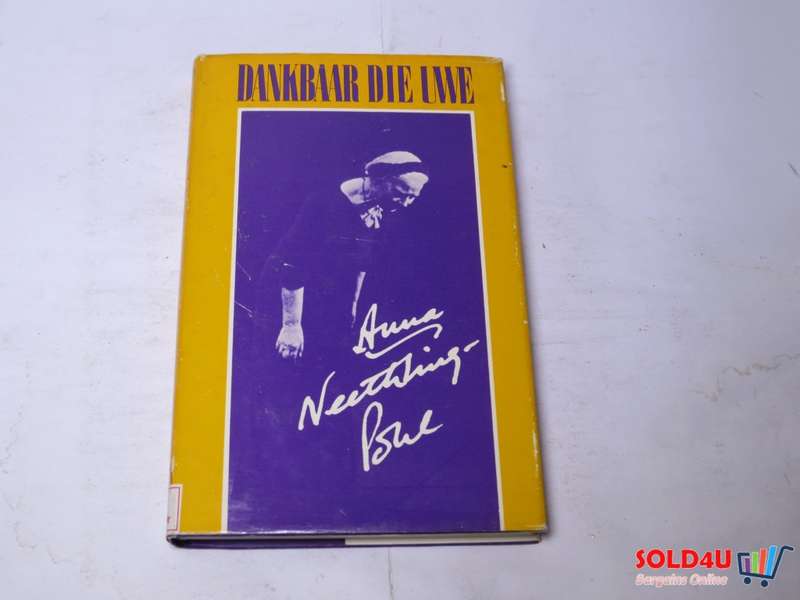 DANKBAAR DIE UWE
Anna
Neethling-
Pohl
SOLD4U
Bargains Online